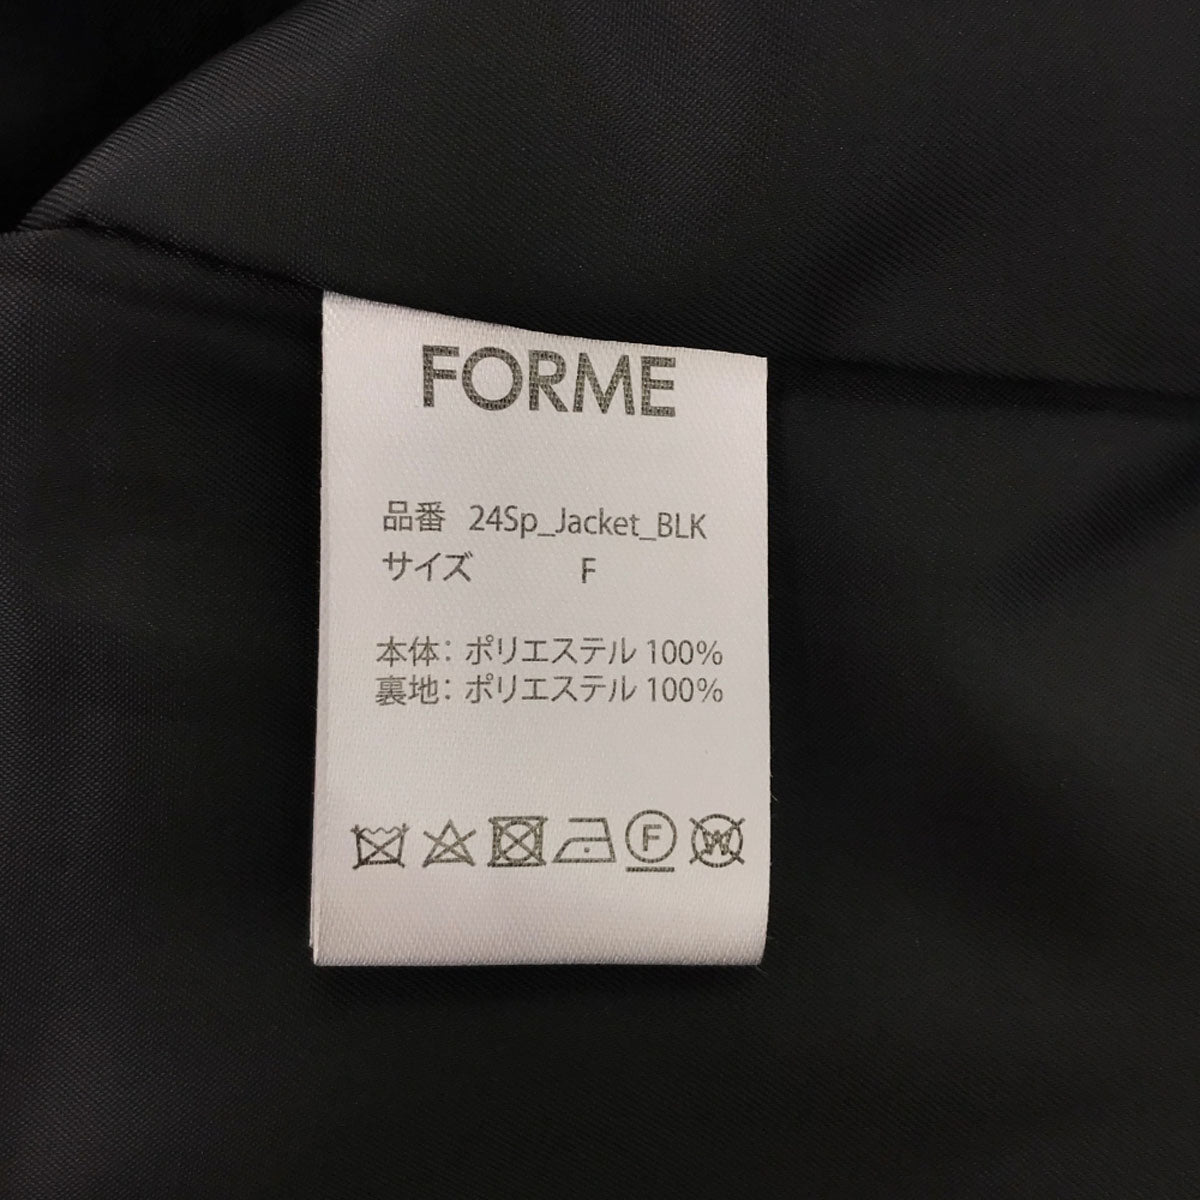 FORME
品番 24Sp_Jacket_BLK
サイズ F
本体: ポリエステル 100%
裏地: ポリエステル 100%
F W